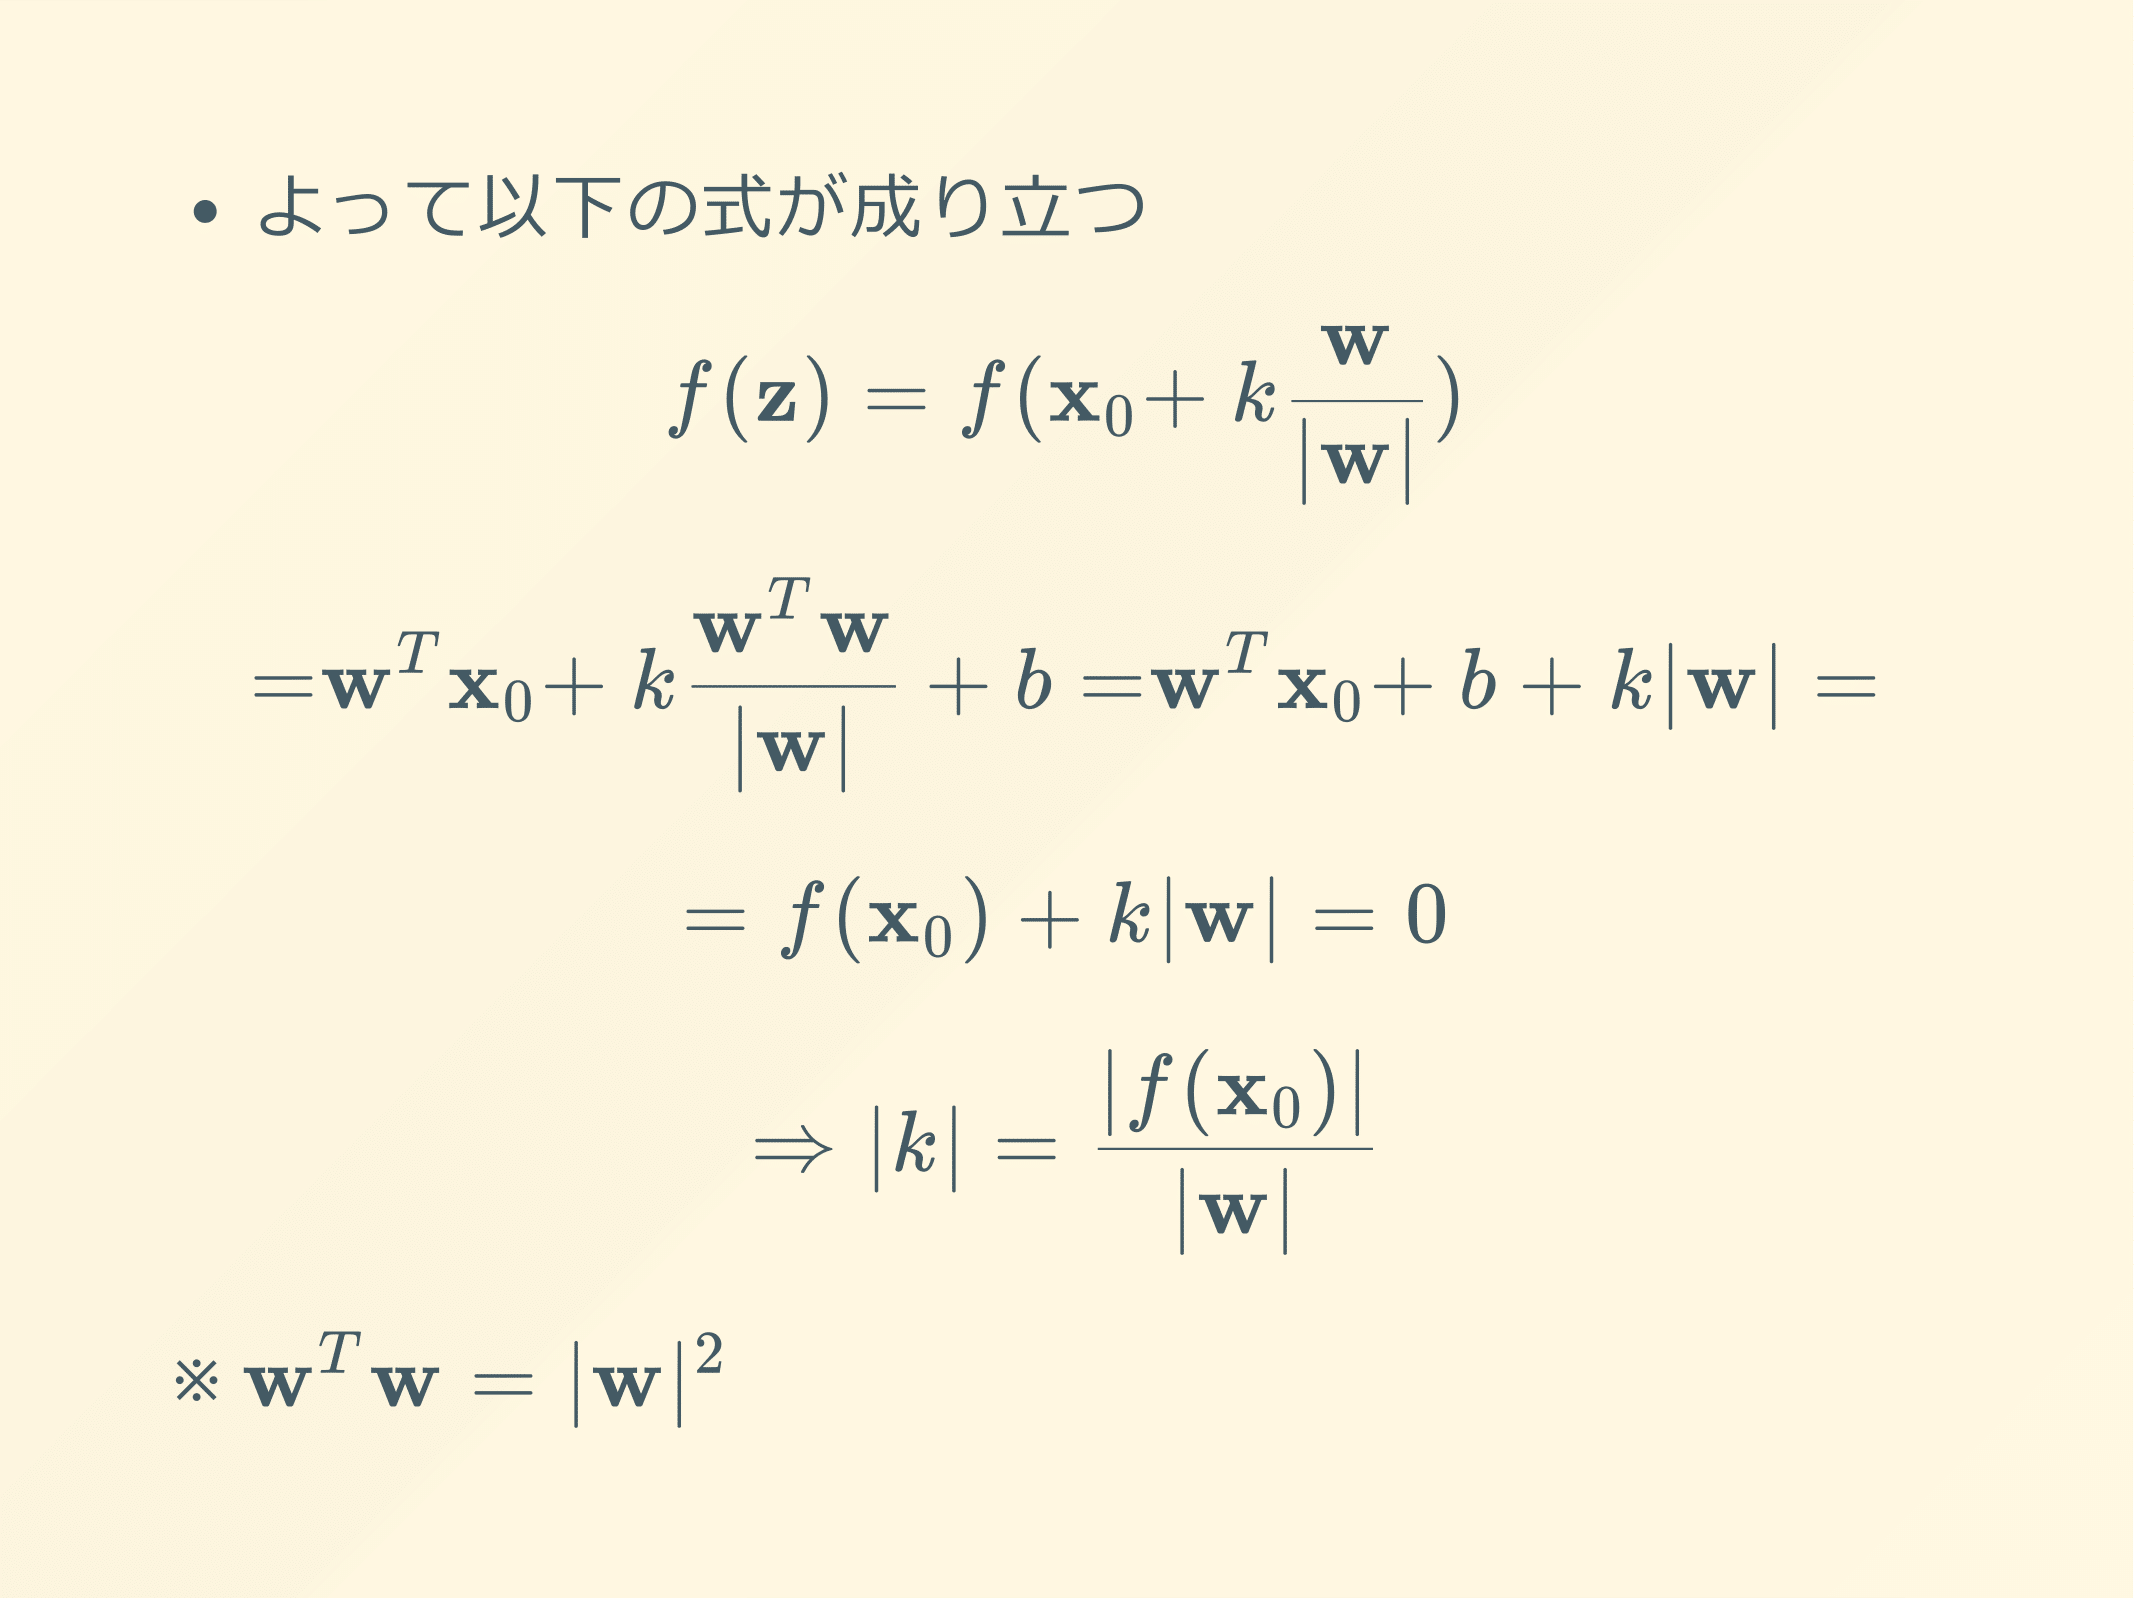 • よって以下の式が成り立つ
$f(\mathbf{z}) = f(\mathbf{x}_0 + k\frac{\mathbf{w}}{|\mathbf{w}|})$
$= \mathbf{w}^T\mathbf{x}_0 + k\frac{\mathbf{w}^T\mathbf{w}}{|\mathbf{w}|} + b = \mathbf{w}^T\mathbf{x}_0 + b + k|\mathbf{w}| =$
$= f(\mathbf{x}_0) + k|\mathbf{w}| = 0$
$\Rightarrow |k| = \frac{|f(\mathbf{x}_0)|}{|\mathbf{w}|}$
※ $\mathbf{w}^T\mathbf{w} = |\mathbf{w}|^2$